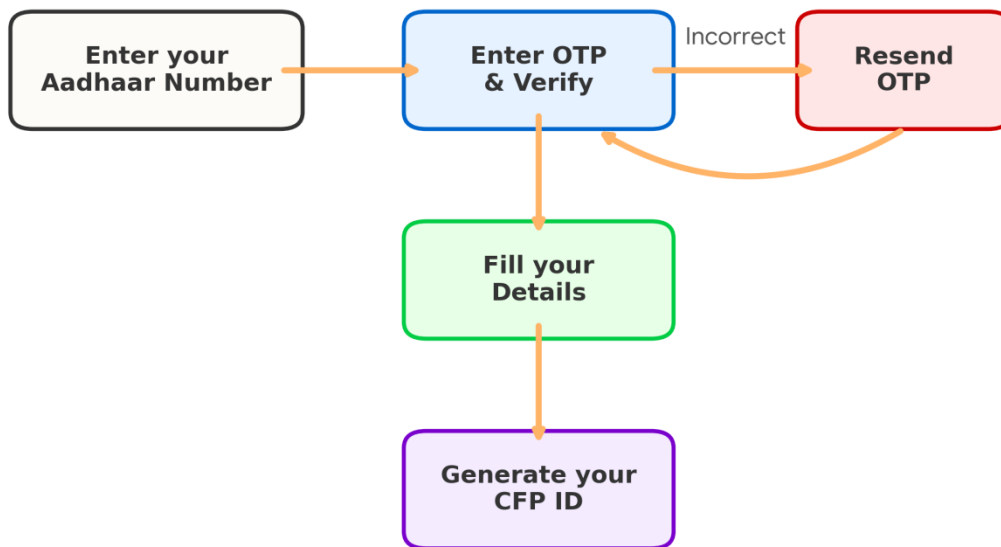 Enter your
Aadhaar Number
Enter OTP
& Verify
Incorrect
Resend
OTP
Fill your
Details
Generate your
CFP ID